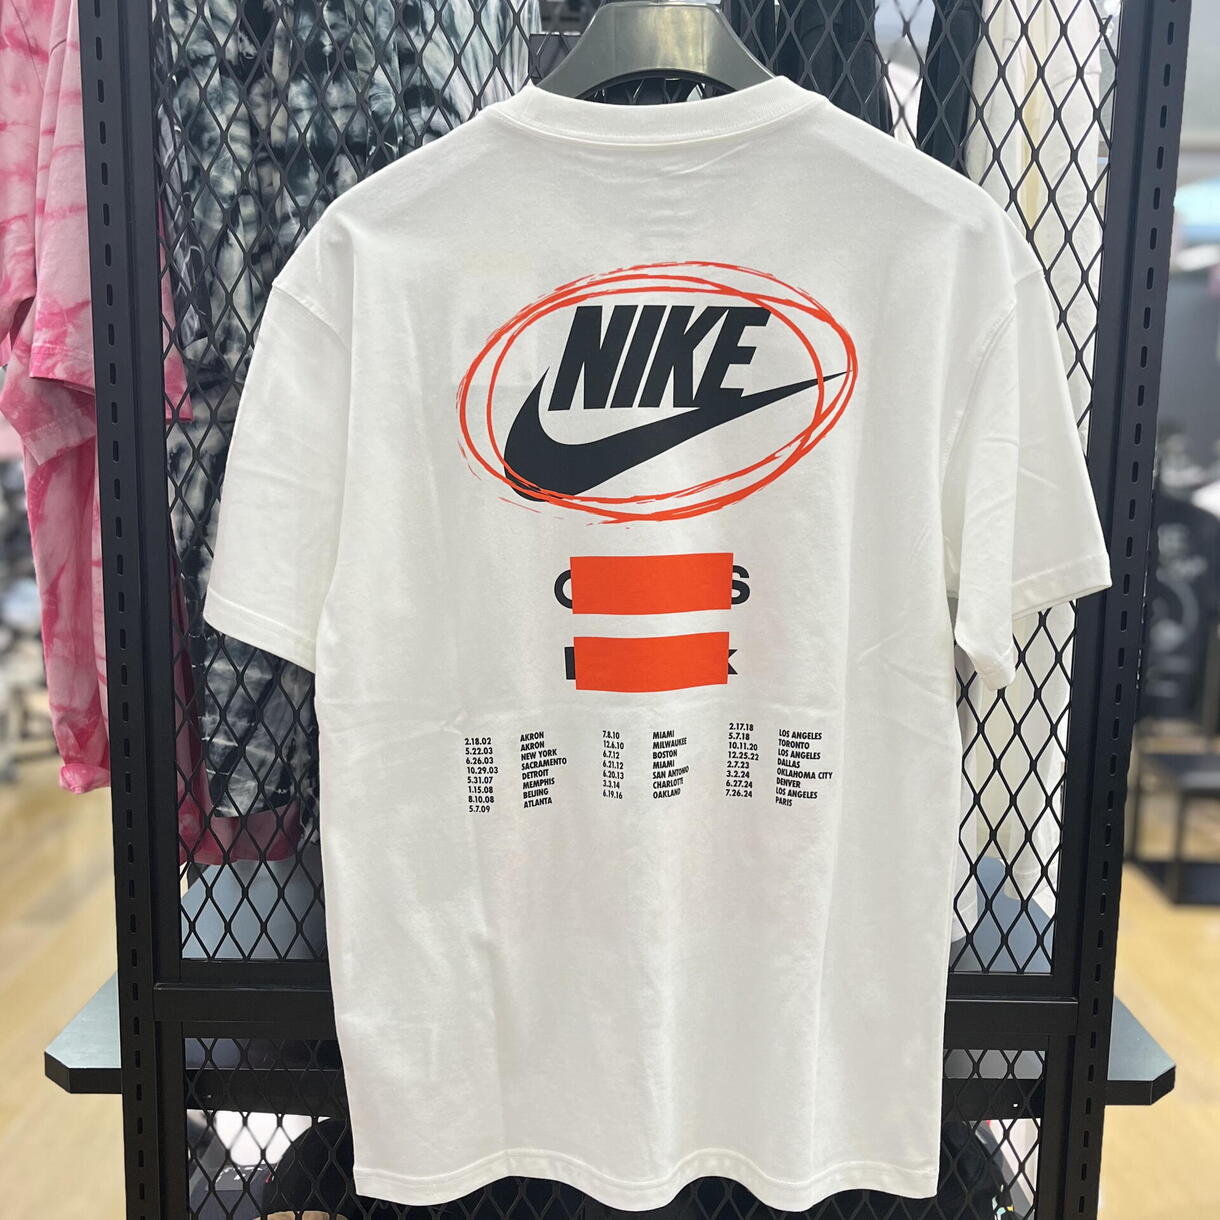 NIKE
2.18.02 AKRON
5.22.03 AKRON
6.26.03 NEW YORK
10.29.03 SACRAMENTO
5.31.07 DETROIT
1.15.08 MEMPHIS
8.10.08 BEIJING
5.7.09 ATLANTA
7.8.10 MIAMI
12.6.10 MILWAUKEE
6.7.12 BOSTON
6.21.12 MIAMI
6.20.13 SAN ANTONIO
3.3.14 CHARLOTTE
6.19.16 OAKLAND
2.17.18 LOS ANGELES
5.7.18 TORONTO
10.11.20 LOS ANGELES
12.25.22 DALLAS
2.7.23 OKLAHOMA CITY
3.2.24 DENVER
6.27.24 LOS ANGELES
7.26.24 PARIS